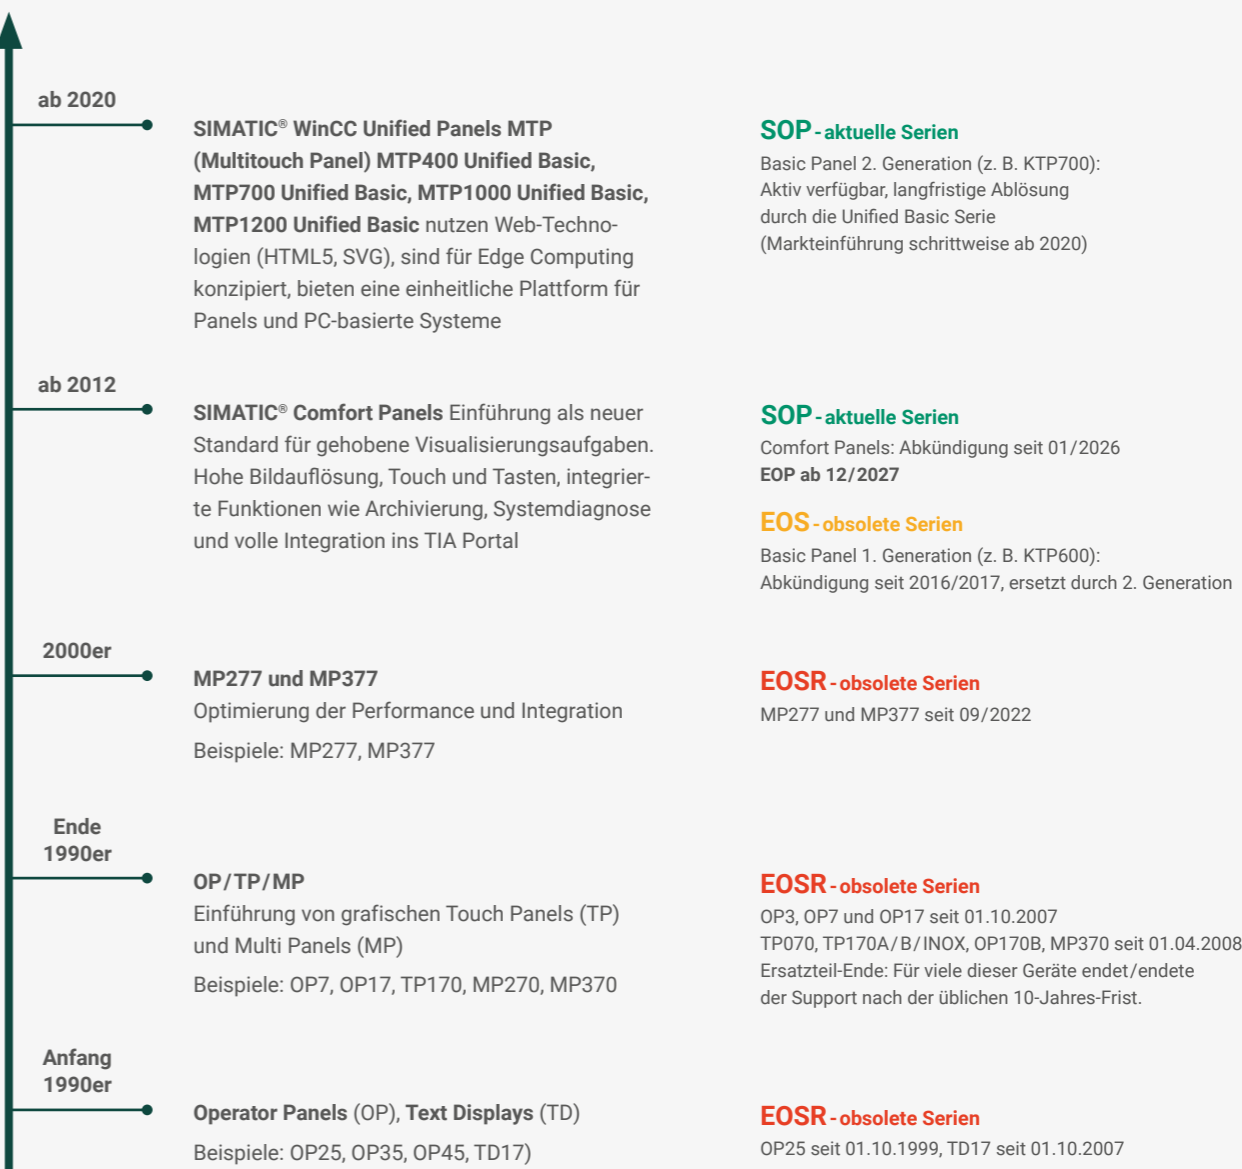 ab 2020
SIMATIC® WinCC Unified Panels MTP
(Multitouch Panel) MTP400 Unified Basic,
MTP700 Unified Basic, MTP1000 Unified Basic,
MTP1200 Unified Basic nutzen Web-Techno-
logien (HTML5, SVG), sind für Edge Computing
konzipiert, bieten eine einheitliche Plattform für
Panels und PC-basierte Systeme
SOP - aktuelle Serien
Basic Panel 2. Generation (z. B. KTP700):
Aktiv verfügbar, langfristige Ablösung
durch die Unified Basic Serie
(Markteinführung schrittweise ab 2020)
ab 2012
SIMATIC® Comfort Panels Einführung als neuer
Standard für gehobene Visualisierungsaufgaben.
Hohe Bildauflösung, Touch und Tasten, integrier-
te Funktionen wie Archivierung, Systemdiagnose
und volle Integration ins TIA Portal
SOP - aktuelle Serien
Comfort Panels: Abkündigung seit 01/2026
EOP ab 12/2027
EOS - obsolete Serien
Basic Panel 1. Generation (z. B. KTP600):
Abkündigung seit 2016/2017, ersetzt durch 2. Generation
2000er
MP277 und MP377
Optimierung der Performance und Integration
Beispiele: MP277, MP377
EOSR - obsolete Serien
MP277 und MP377 seit 09/2022
Ende
1990er
OP/TP/MP
Einführung von grafischen Touch Panels (TP)
und Multi Panels (MP)
Beispiele: OP7, OP17, TP170, MP270, MP370
EOSR - obsolete Serien
OP3, OP7 und OP17 seit 01.10.2007
TP070, TP170A/B/INOX, OP170B, MP370 seit 01.04.2008
Ersatzteil-Ende: Für viele dieser Geräte endet/endete
der Support nach der üblichen 10-Jahres-Frist.
Anfang
1990er
Operator Panels (OP), Text Displays (TD)
Beispiele: OP25, OP35, OP45, TD17)
EOSR - obsolete Serien
OP25 seit 01.10.1999, TD17 seit 01.10.2007